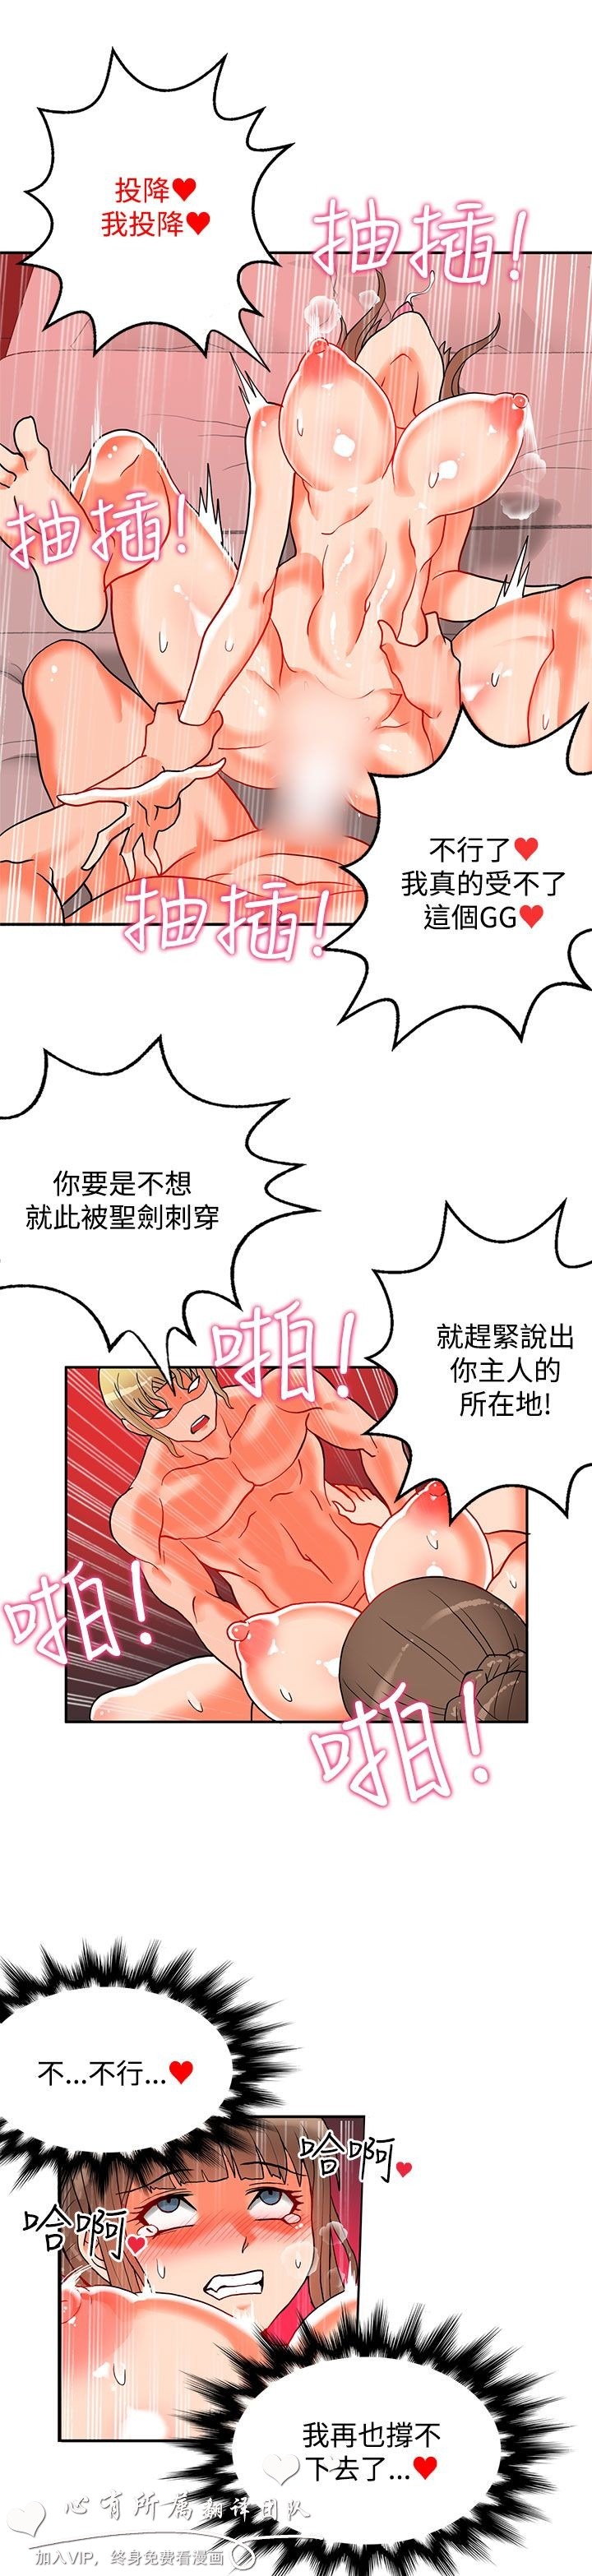 投降♥
我投降♥
抽插!
抽插!
不行了♥
我真的受不了
這個GG♥
抽插!
你要是不想
就此被聖劍刺穿
啪!
就趕緊說出
你主人的
所在地!
啪!
啪!
不...不行...♥
哈啊♥
哈啊♥
我再也撐不
下去了...♥
心有所属翻译团队
加入VIP，终身免费看漫画